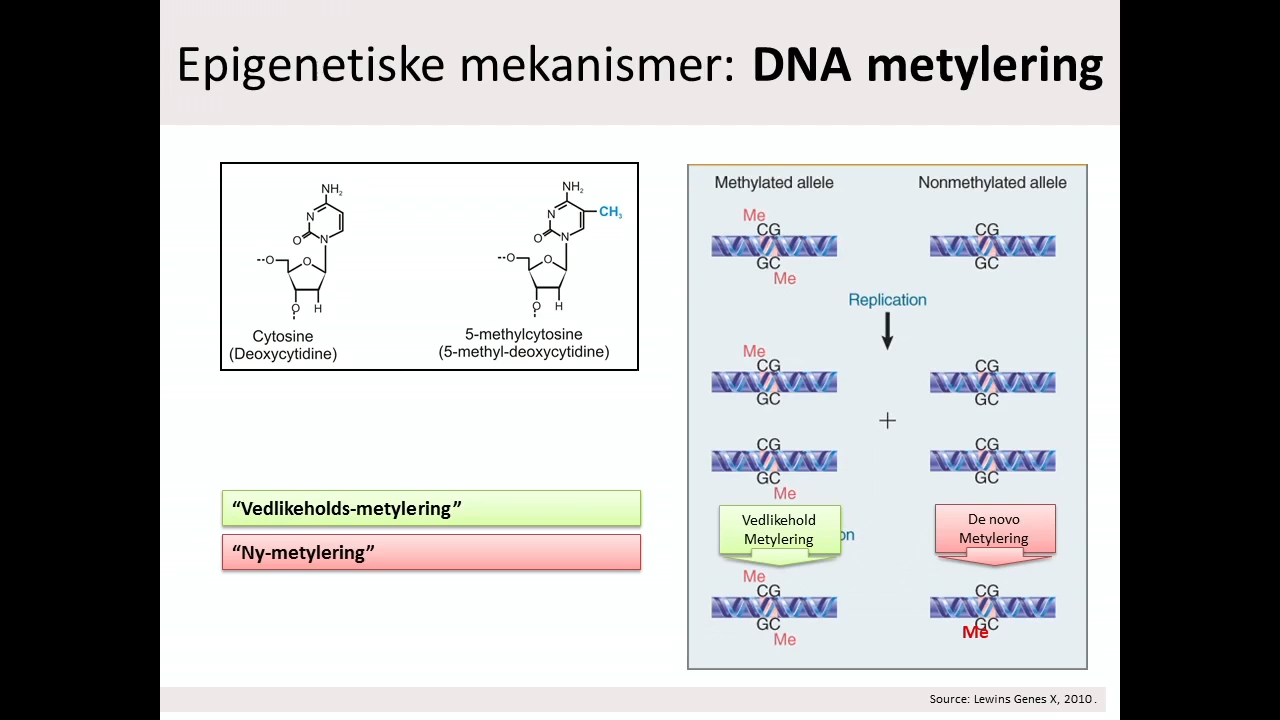 Epigenetiske mekanismer: DNA metylering
NH₂
N
O
N
--O
O
O
H
Cytosine
(Deoxycytidine)
NH₂
N
CH₃
O
N
--O
O
O
H
5-methylcytosine
(5-methyl-deoxycytidine)
“Vedlikeholds-metylering”
“Ny-metylering”
Methylated allele
Nonmethylated allele
Me
CG
CG
GC
GC
Me
Replication
Me
CG
CG
GC
GC
+
CG
CG
GC
GC
Me
Vedlikehold
Metylering
on
De novo
Metylering
Me
CG
CG
GC
GC
Me
Me
Source: Lewins Genes X, 2010.